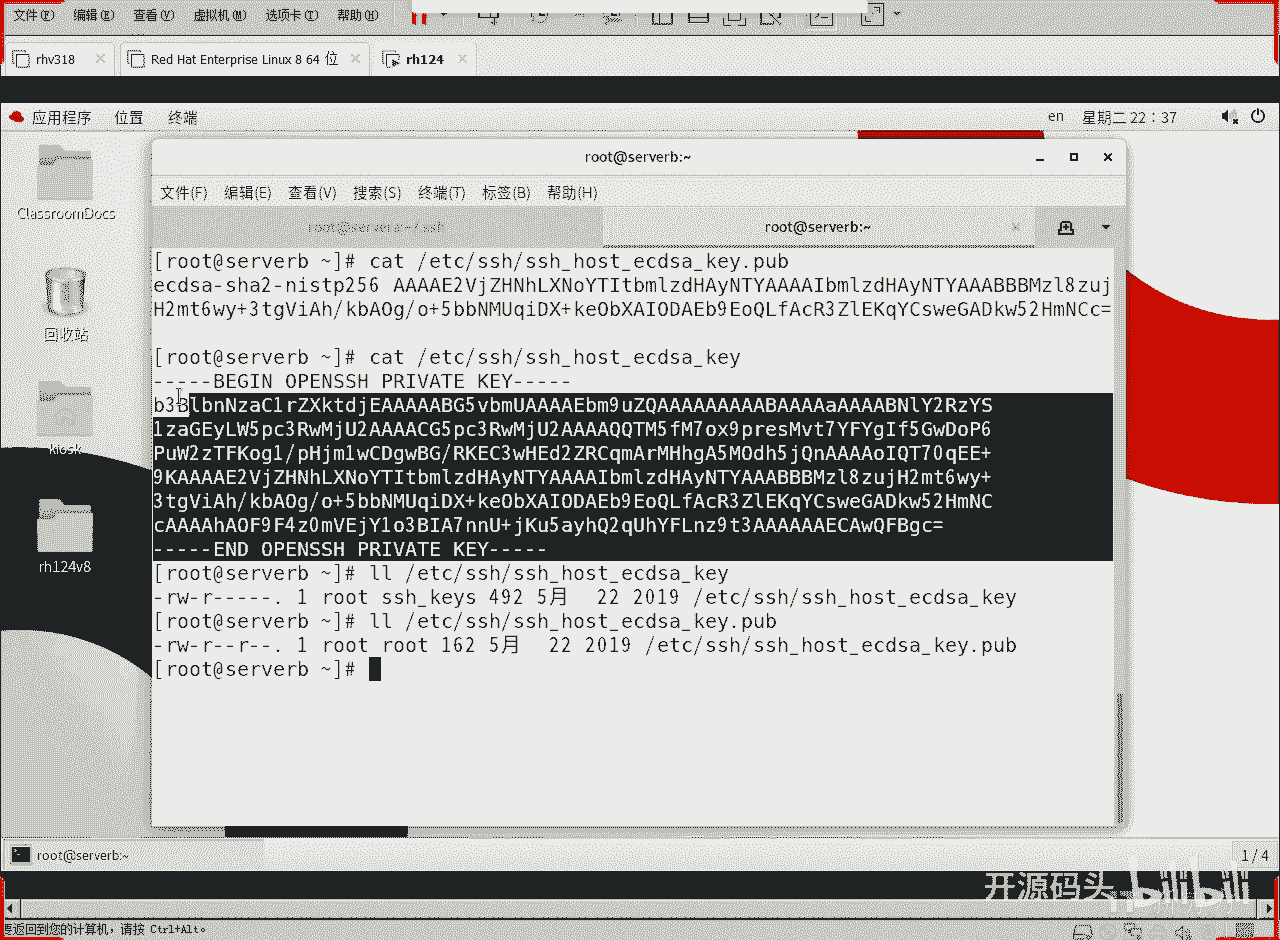 文件(F) 编辑(E) 查看(V) 虚拟机(M) 选项卡(T) 帮助(H)
rhv318 Red Hat Enterprise Linux 8 64 位 rh124
应用程序 位置 终端 en 星期二 22：37
root@serverb:~
文件(F) 编辑(E) 查看(V) 搜索(S) 终端(T) 标签(B) 帮助(H)
root@servera:~/.ssh root@serverb:~
ClassroomDocs
回收站
kiosk
rh124v8
[root@serverb ~]# cat /etc/ssh/ssh_host_ecdsa_key.pub
ecdsa-sha2-nistp256 AAAAE2VjZHNhLXNoYTItbmlzdHAyNTYAAAAIbmlzdHAyNTYAAABBBMzl8zuj
H2mt6wy+3tgViAh/kbAOg/o+5bbNMUqiDX+keObXAIODAEb9EoQLfAcR3ZlEKqYCsweGADkw52HmNCc=
[root@serverb ~]# cat /etc/ssh/ssh_host_ecdsa_key
-----BEGIN OPENSSH PRIVATE KEY-----
b3BlbnNzaC1rZXktdjEAAAAABG5vbmUAAAAEbm9uZQAAAAAAAAABAAAAaAAAABNlY2RzYS
1zaGEyLW5pc3RwMjU2AAAACG5pc3RwMjU2AAAAQQTM5fM7ox9presMvt7YFYgIf5GwDoP6
PuW2zTFKog1/pHjm1wCDgwBG/RKEC3wHEd2ZRCqmArMHhgA5MOdh5jQnAAAAoIQT70qEE+
9KAAAAE2VjZHNhLXNoYTItbmlzdHAyNTYAAAAIbmlzdHAyNTYAAABBBMzl8zujH2mt6wy+
3tgViAh/kbAOg/o+5bbNMUqiDX+keObXAIODAEb9EoQLfAcR3ZlEKqYCsweGADkw52HmNC
cAAAAhAOF9F4z0mVEjY1o3BIA7nnU+jKu5ayhQ2qUhYFLnz9t3AAAAAAECAwQFBgc=
-----END OPENSSH PRIVATE KEY-----
[root@serverb ~]# ll /etc/ssh/ssh_host_ecdsa_key
-rw-r-----. 1 root ssh_keys 492 5月 22 2019 /etc/ssh/ssh_host_ecdsa_key
[root@serverb ~]# ll /etc/ssh/ssh_host_ecdsa_key.pub
-rw-r--r--. 1 root root 162 5月 22 2019 /etc/ssh/ssh_host_ecdsa_key.pub
[root@serverb ~]#
root@serverb:~ 1 / 4
开源码头 bilibili
要返回到您的计算机，请按 Ctrl+Alt。